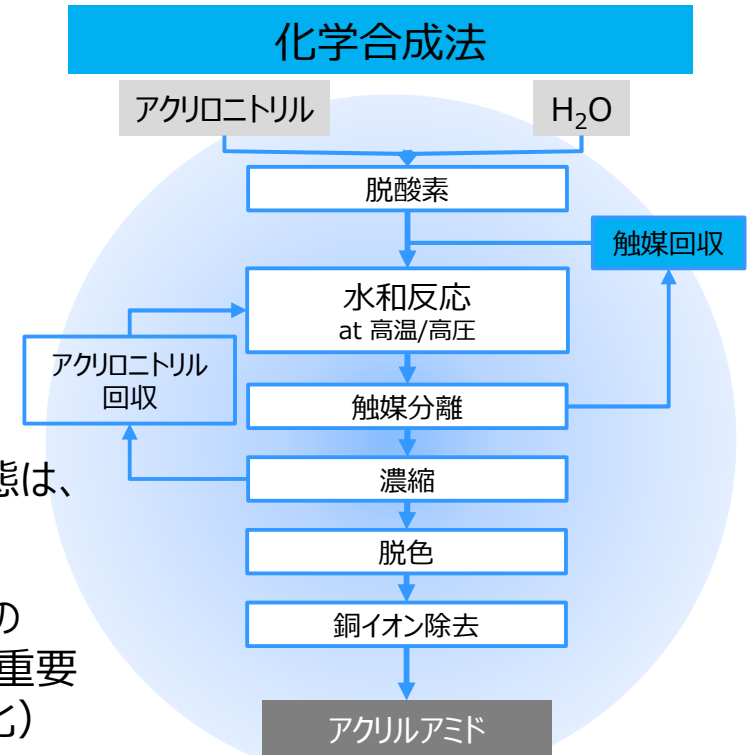 化学合成法
アクリロニトリル
H₂O
脱酸素
触媒回収
水和反応
at 高温/高圧
アクリロニトリル
回収
触媒分離
態は、
濃縮
脱色
の
銅イオン除去
重要
化）
アクリルアミド